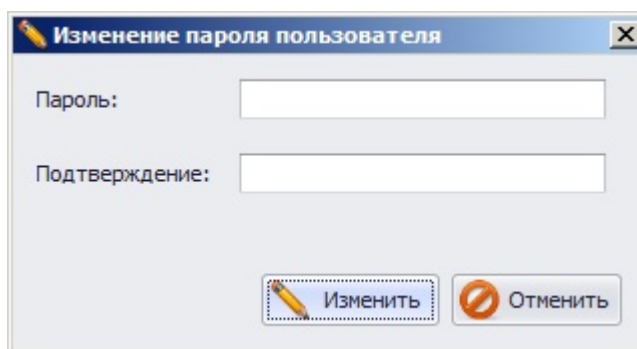 Изменение пароля пользователя
Пароль:
Подтверждение:
Изменить Отменить